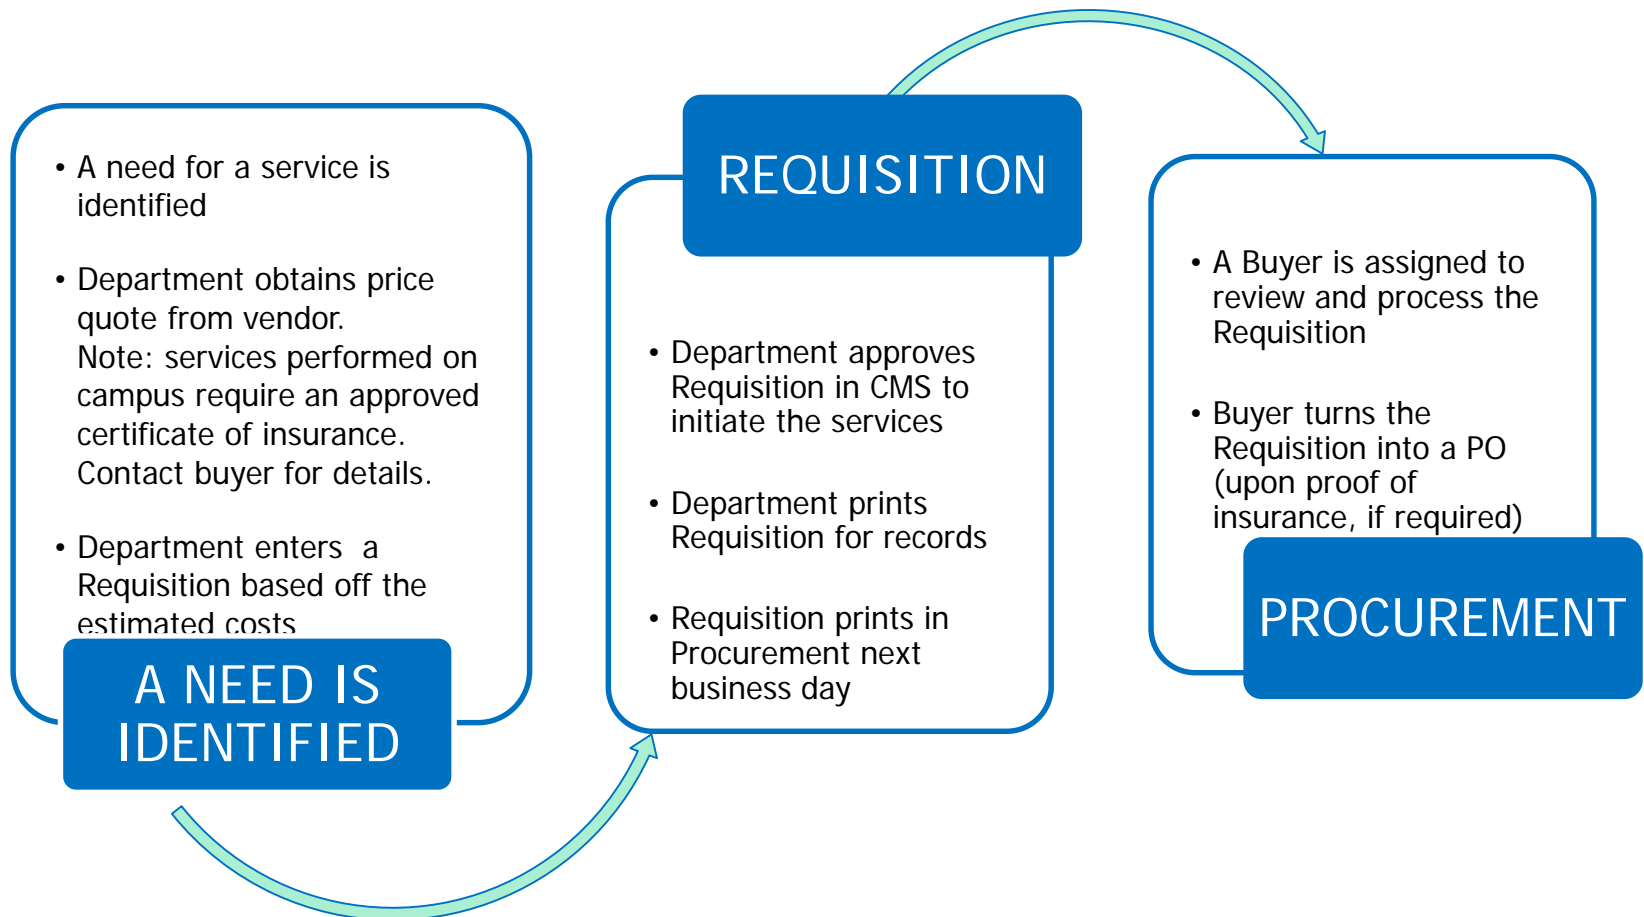 • A need for a service is
identified
• Department obtains price
quote from vendor.
Note: services performed on
campus require an approved
certificate of insurance.
Contact buyer for details.
• Department enters  a
Requisition based off the
estimated costs
A NEED IS
IDENTIFIED
REQUISITION
• Department approves
Requisition in CMS to
initiate the services
• Department prints
Requisition for records
• Requisition prints in
Procurement next
business day
• A Buyer is assigned to
review and process the
Requisition
• Buyer turns the
Requisition into a PO
(upon proof of
insurance, if required)
PROCUREMENT